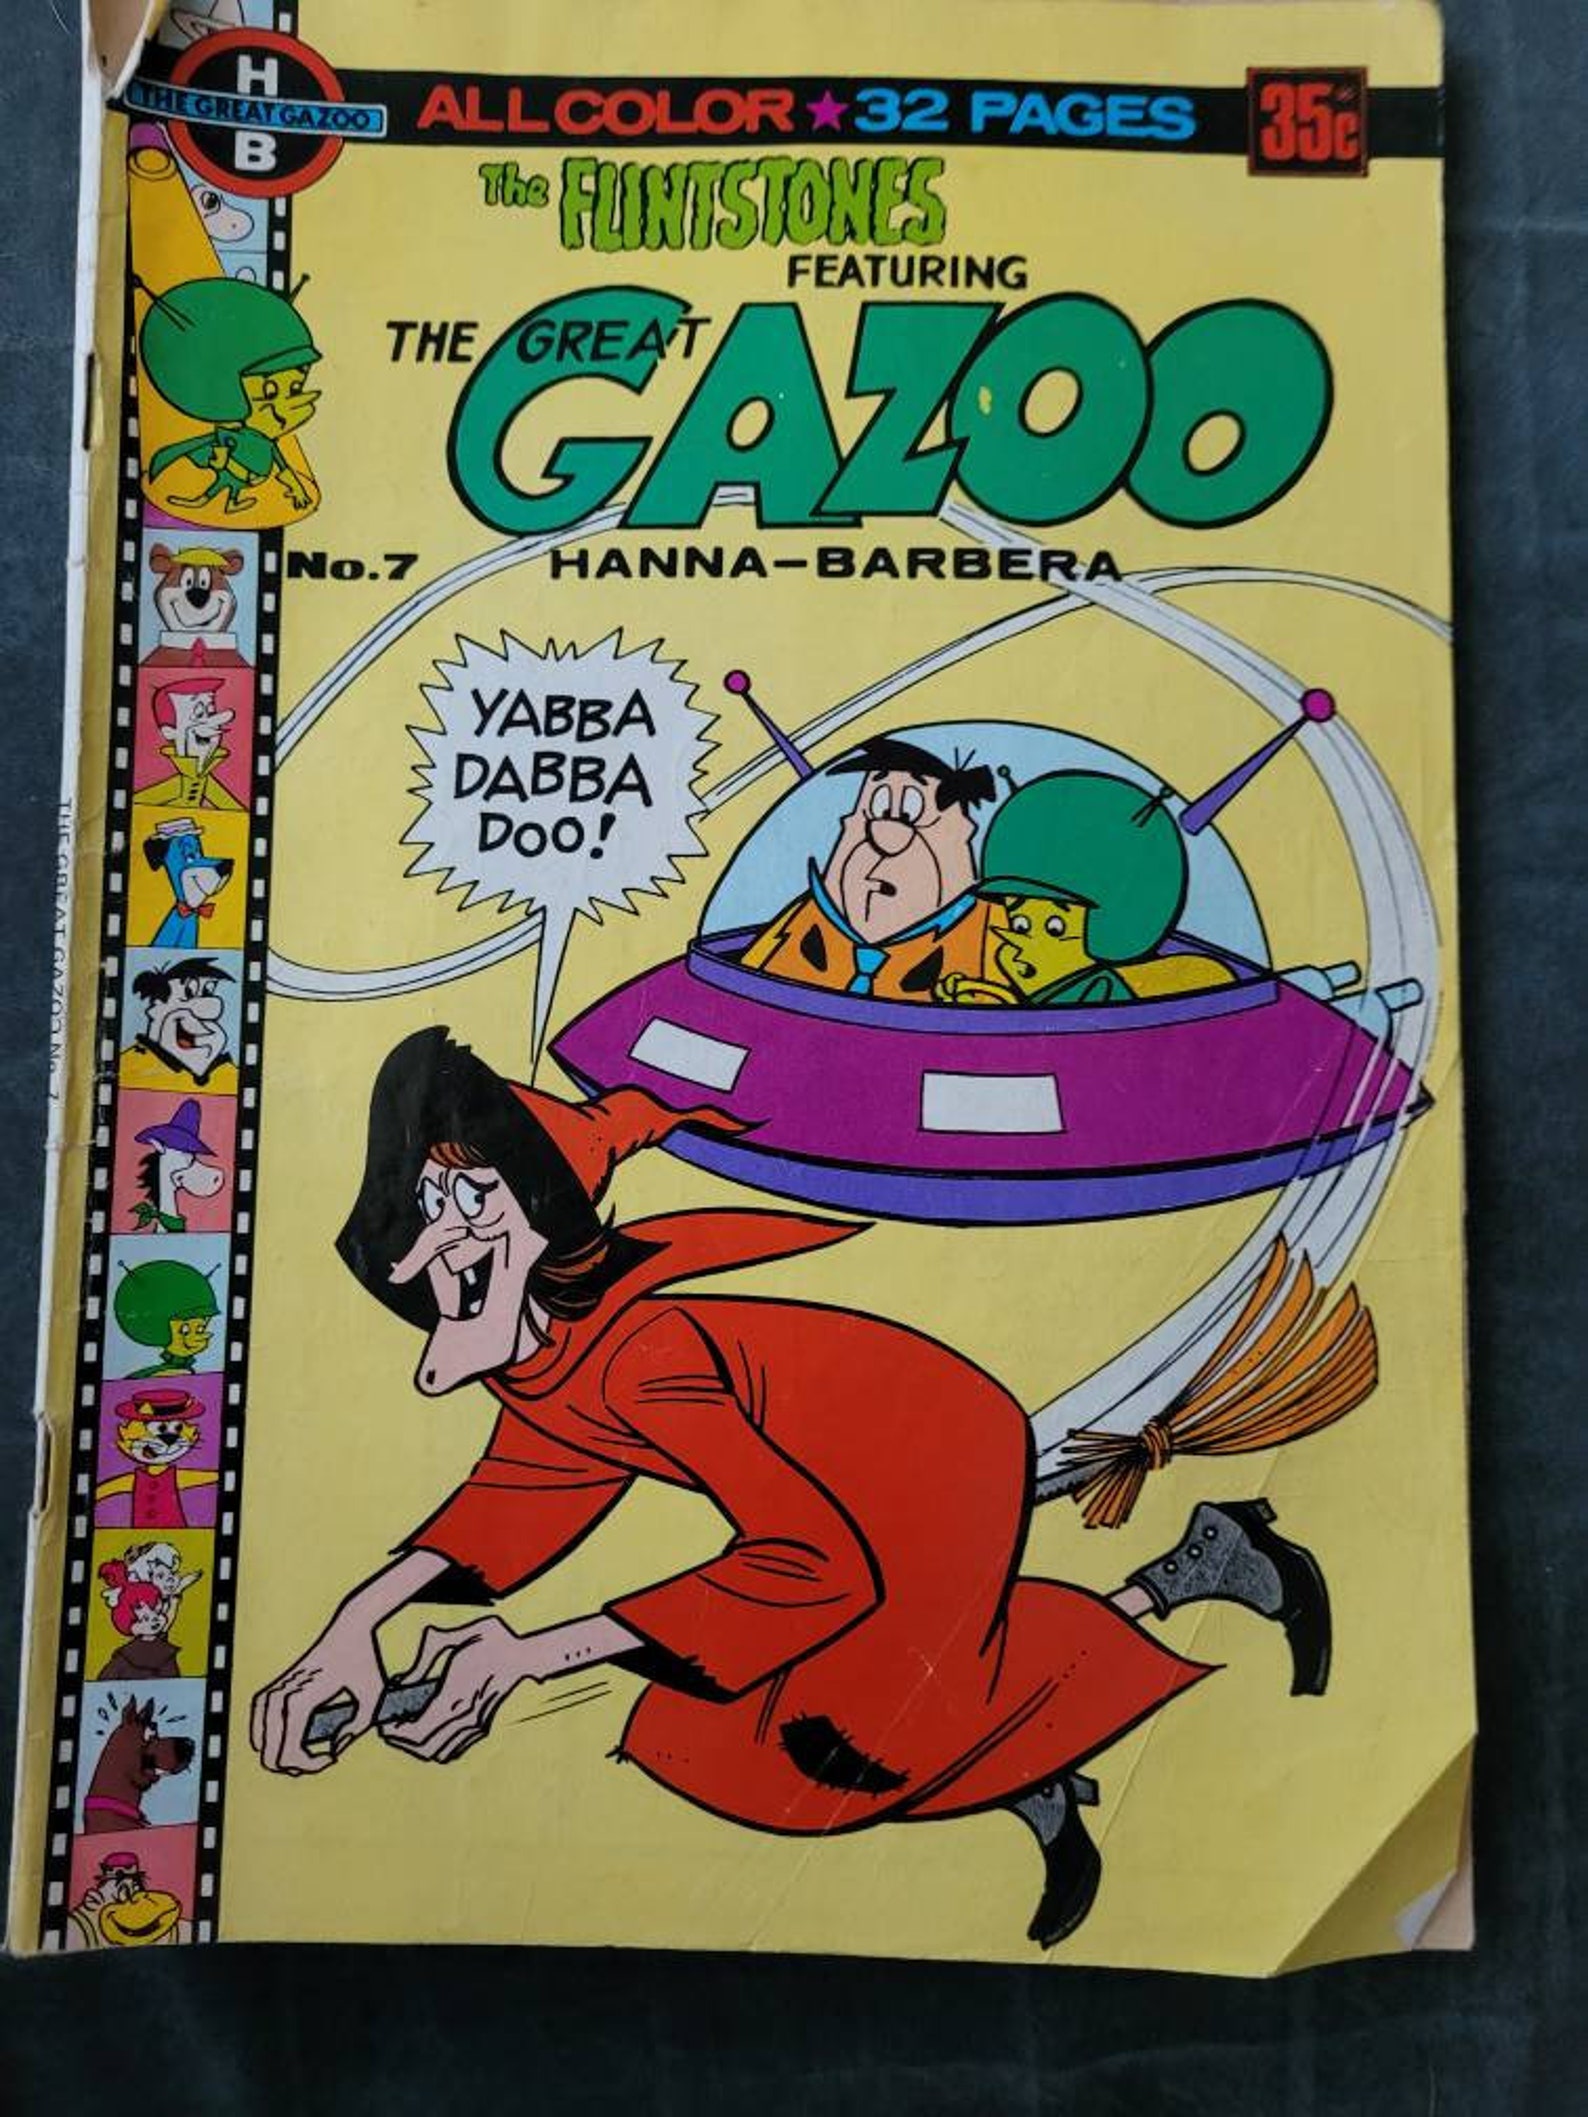 H
THE GREAT GAZOO
B
ALL COLOR ★ 32 PAGES
35c
The FLINTSTONES
FEATURING
THE GREAT
GAZOO
No.7
HANNA-BARBERA
YABBA
DABBA
DOO!